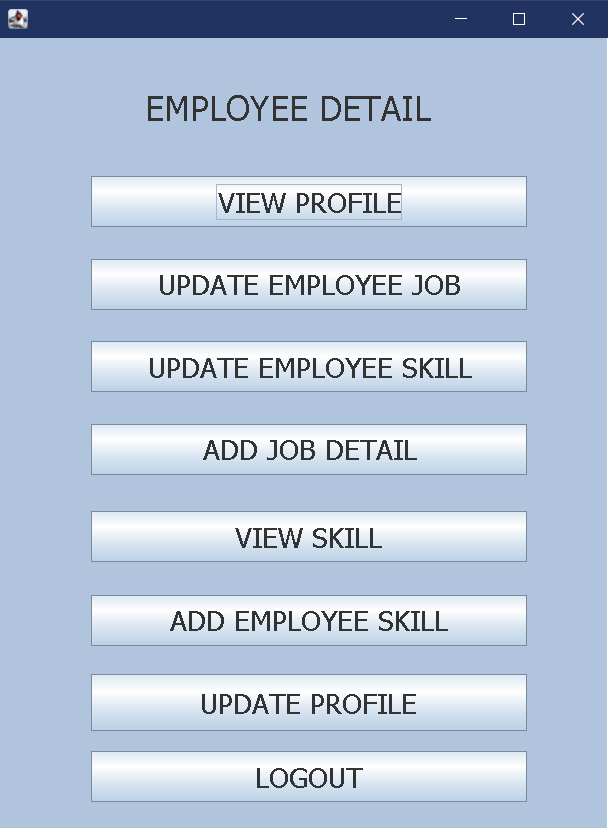 EMPLOYEE DETAIL
VIEW PROFILE
UPDATE EMPLOYEE JOB
UPDATE EMPLOYEE SKILL
ADD JOB DETAIL
VIEW SKILL
ADD EMPLOYEE SKILL
UPDATE PROFILE
LOGOUT